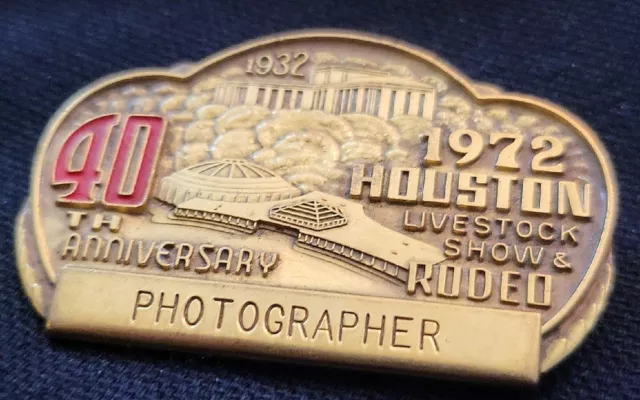 1932
40
TH
ANNIVERSARY
1972
HOUSTON
LIVESTOCK
SHOW &
RODEO
PHOTOGRAPHER